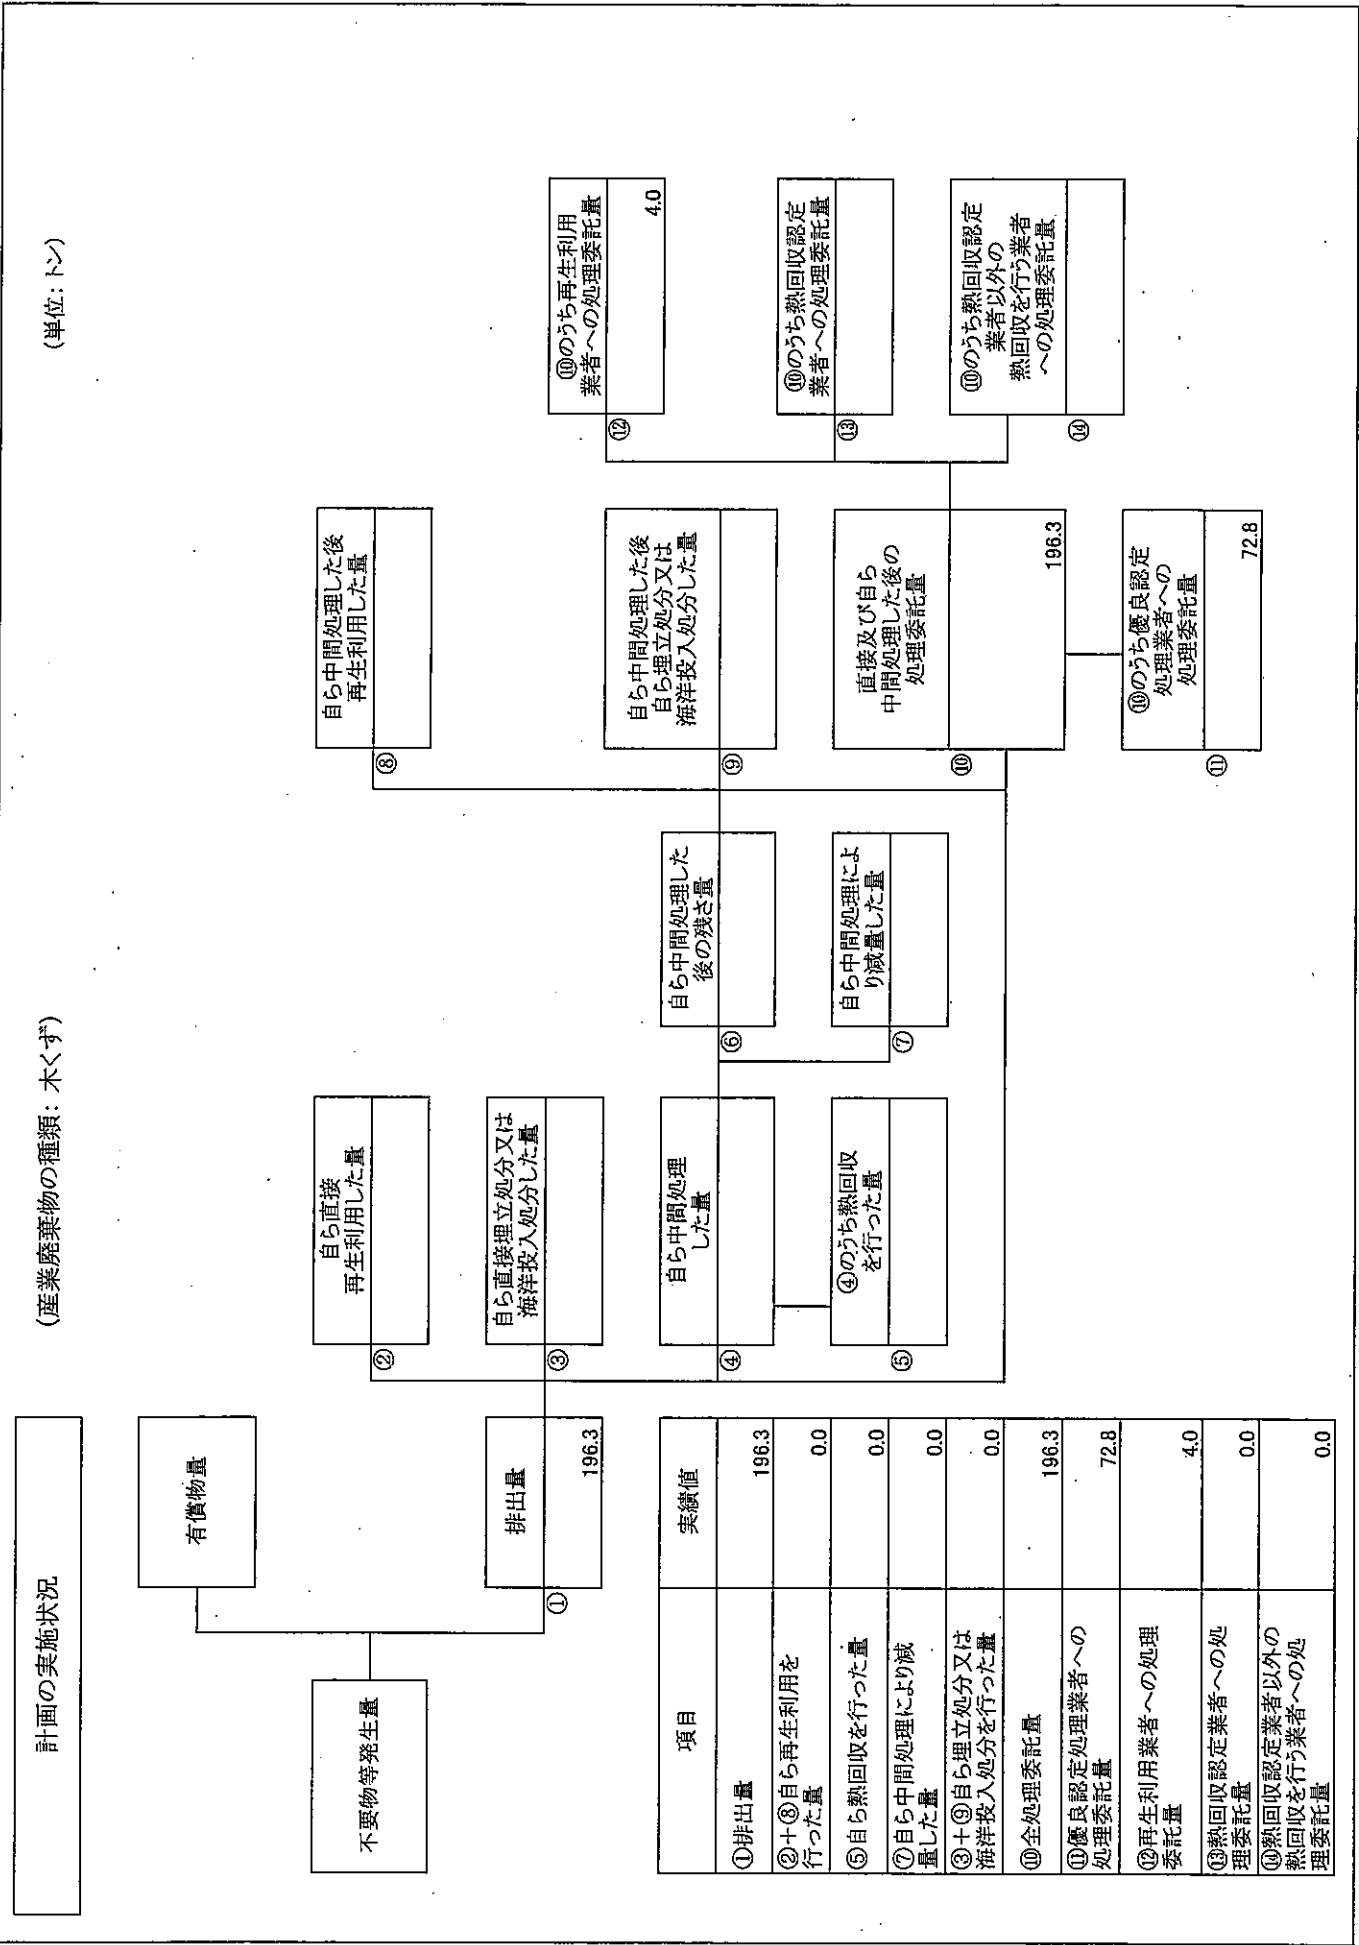 計画の実施状況
(産業廃棄物の種類: 木くず)
(単位: トン)
有償物量
不要物等発生量
①
排出量
196.3
②
自ら直接
再生利用した量
③
自ら直接埋立処分又は
海洋投入処分した量
④
自ら中間処理
した量
⑤
④のうち熱回収
を行った量
⑥
自ら中間処理した
後の残さ量
⑦
自ら中間処理によ
り減量した量
⑧
自ら中間処理した後
再生利用した量
⑨
自ら中間処理した後
自ら埋立処分又は
海洋投入処分した量
⑩
直接及び自ら
中間処理した後の
処理委託量
196.3
⑪
⑩のうち優良認定
処理業者への
処理委託量
72.8
⑫
⑩のうち再生利用
業者への処理委託量
4.0
⑬
⑩のうち熱回収認定
業者への処理委託量
⑭
⑩のうち熱回収認定
業者以外の
熱回収を行う業者
への処理委託量
項目 実績値
①排出量 196.3
②+⑧自ら再生利用を
行った量 0.0
⑤自ら熱回収を行った量 0.0
⑦自ら中間処理により減
量した量 0.0
③+⑨自ら埋立処分又は
海洋投入処分を行った量 0.0
⑩全処理委託量 196.3
⑪優良認定処理業者への
処理委託量 72.8
⑫再生利用業者への処理
委託量 4.0
⑬熱回収認定業者への処
理委託量 0.0
⑭熱回収認定業者以外の
熱回収を行う業者への処
理委託量 0.0